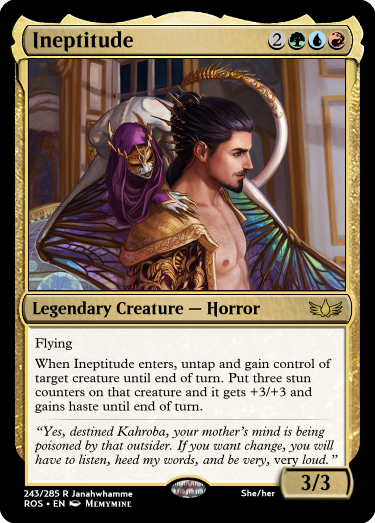 Ineptitude
2
Legendary Creature — Horror
Flying
When Ineptitude enters, untap and gain control of
target creature until end of turn. Put three stun
counters on that creature and it gets +3/+3 and
gains haste until end of turn.
“Yes, destined Kahroba, your mother’s mind is being
poisoned by that outsider. If you want change, you will
have to listen, heed my words, and be very, very loud.”
3/3
243/285 R Janahwhamme
She/her
ROS • EN Memymine